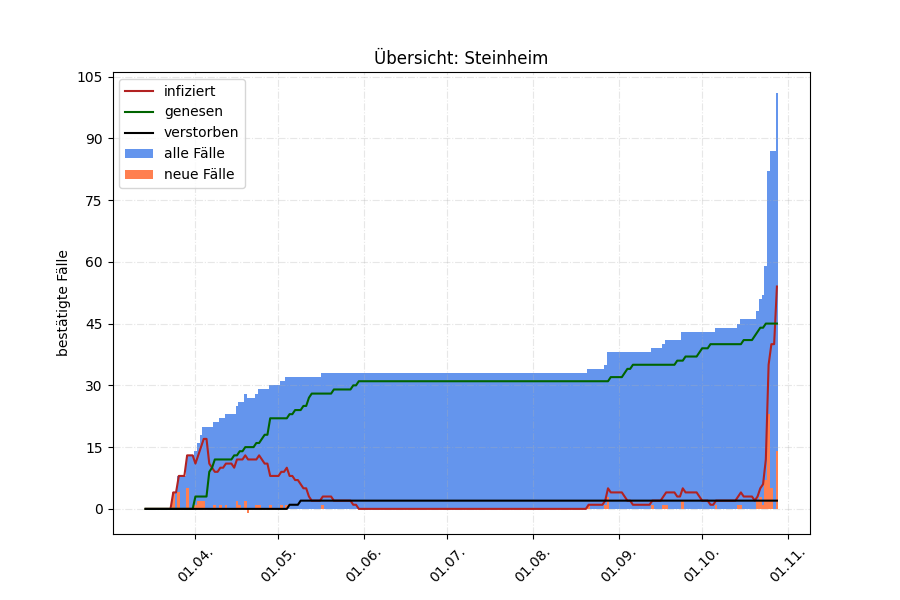 Übersicht: Steinheim
infiziert
genesen
verstorben
alle Fälle
neue Fälle
bestätigte Fälle
105
90
75
60
45
30
15
0
01.04.
01.05.
01.06.
01.07.
01.08.
01.09.
01.10.
01.11.